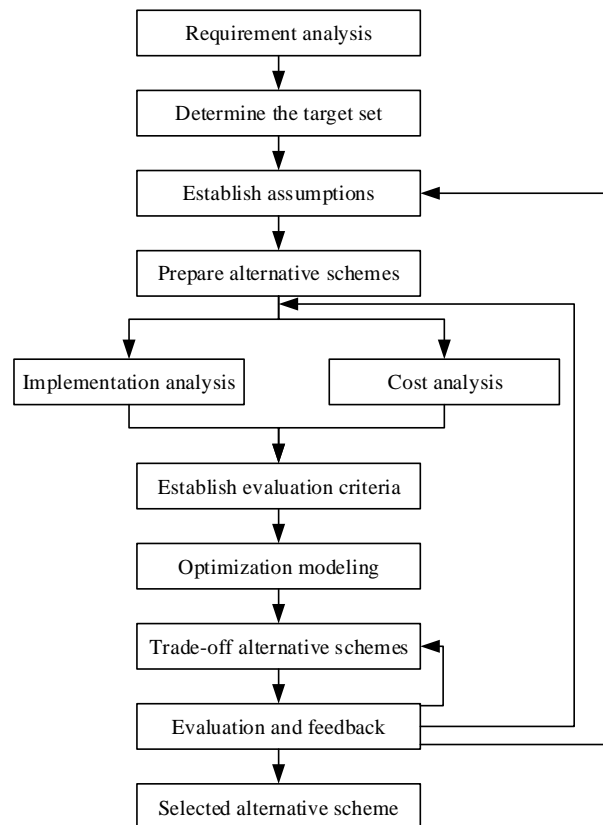 Requirement analysis
Determine the target set
Establish assumptions
Prepare alternative schemes
Implementation analysis
Cost analysis
Establish evaluation criteria
Optimization modeling
Trade-off alternative schemes
Evaluation and feedback
Selected alternative scheme